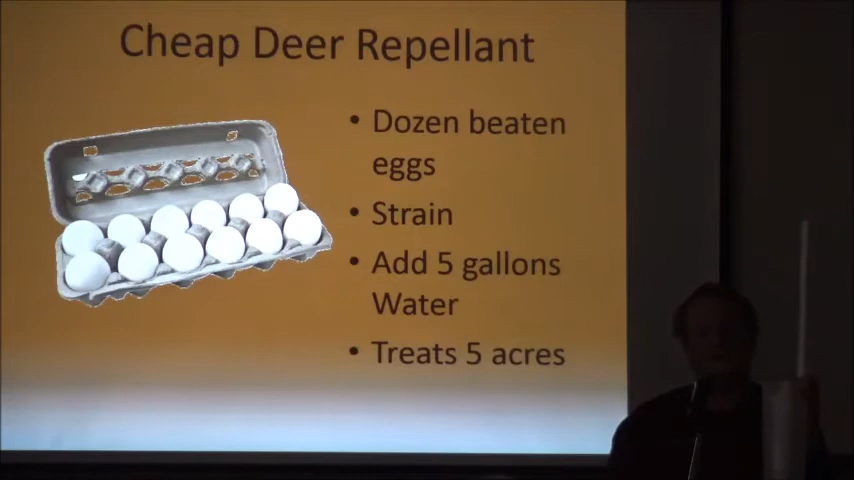 Cheap Deer Repellant
• Dozen beaten
eggs
• Strain
• Add 5 gallons
Water
• Treats 5 acres